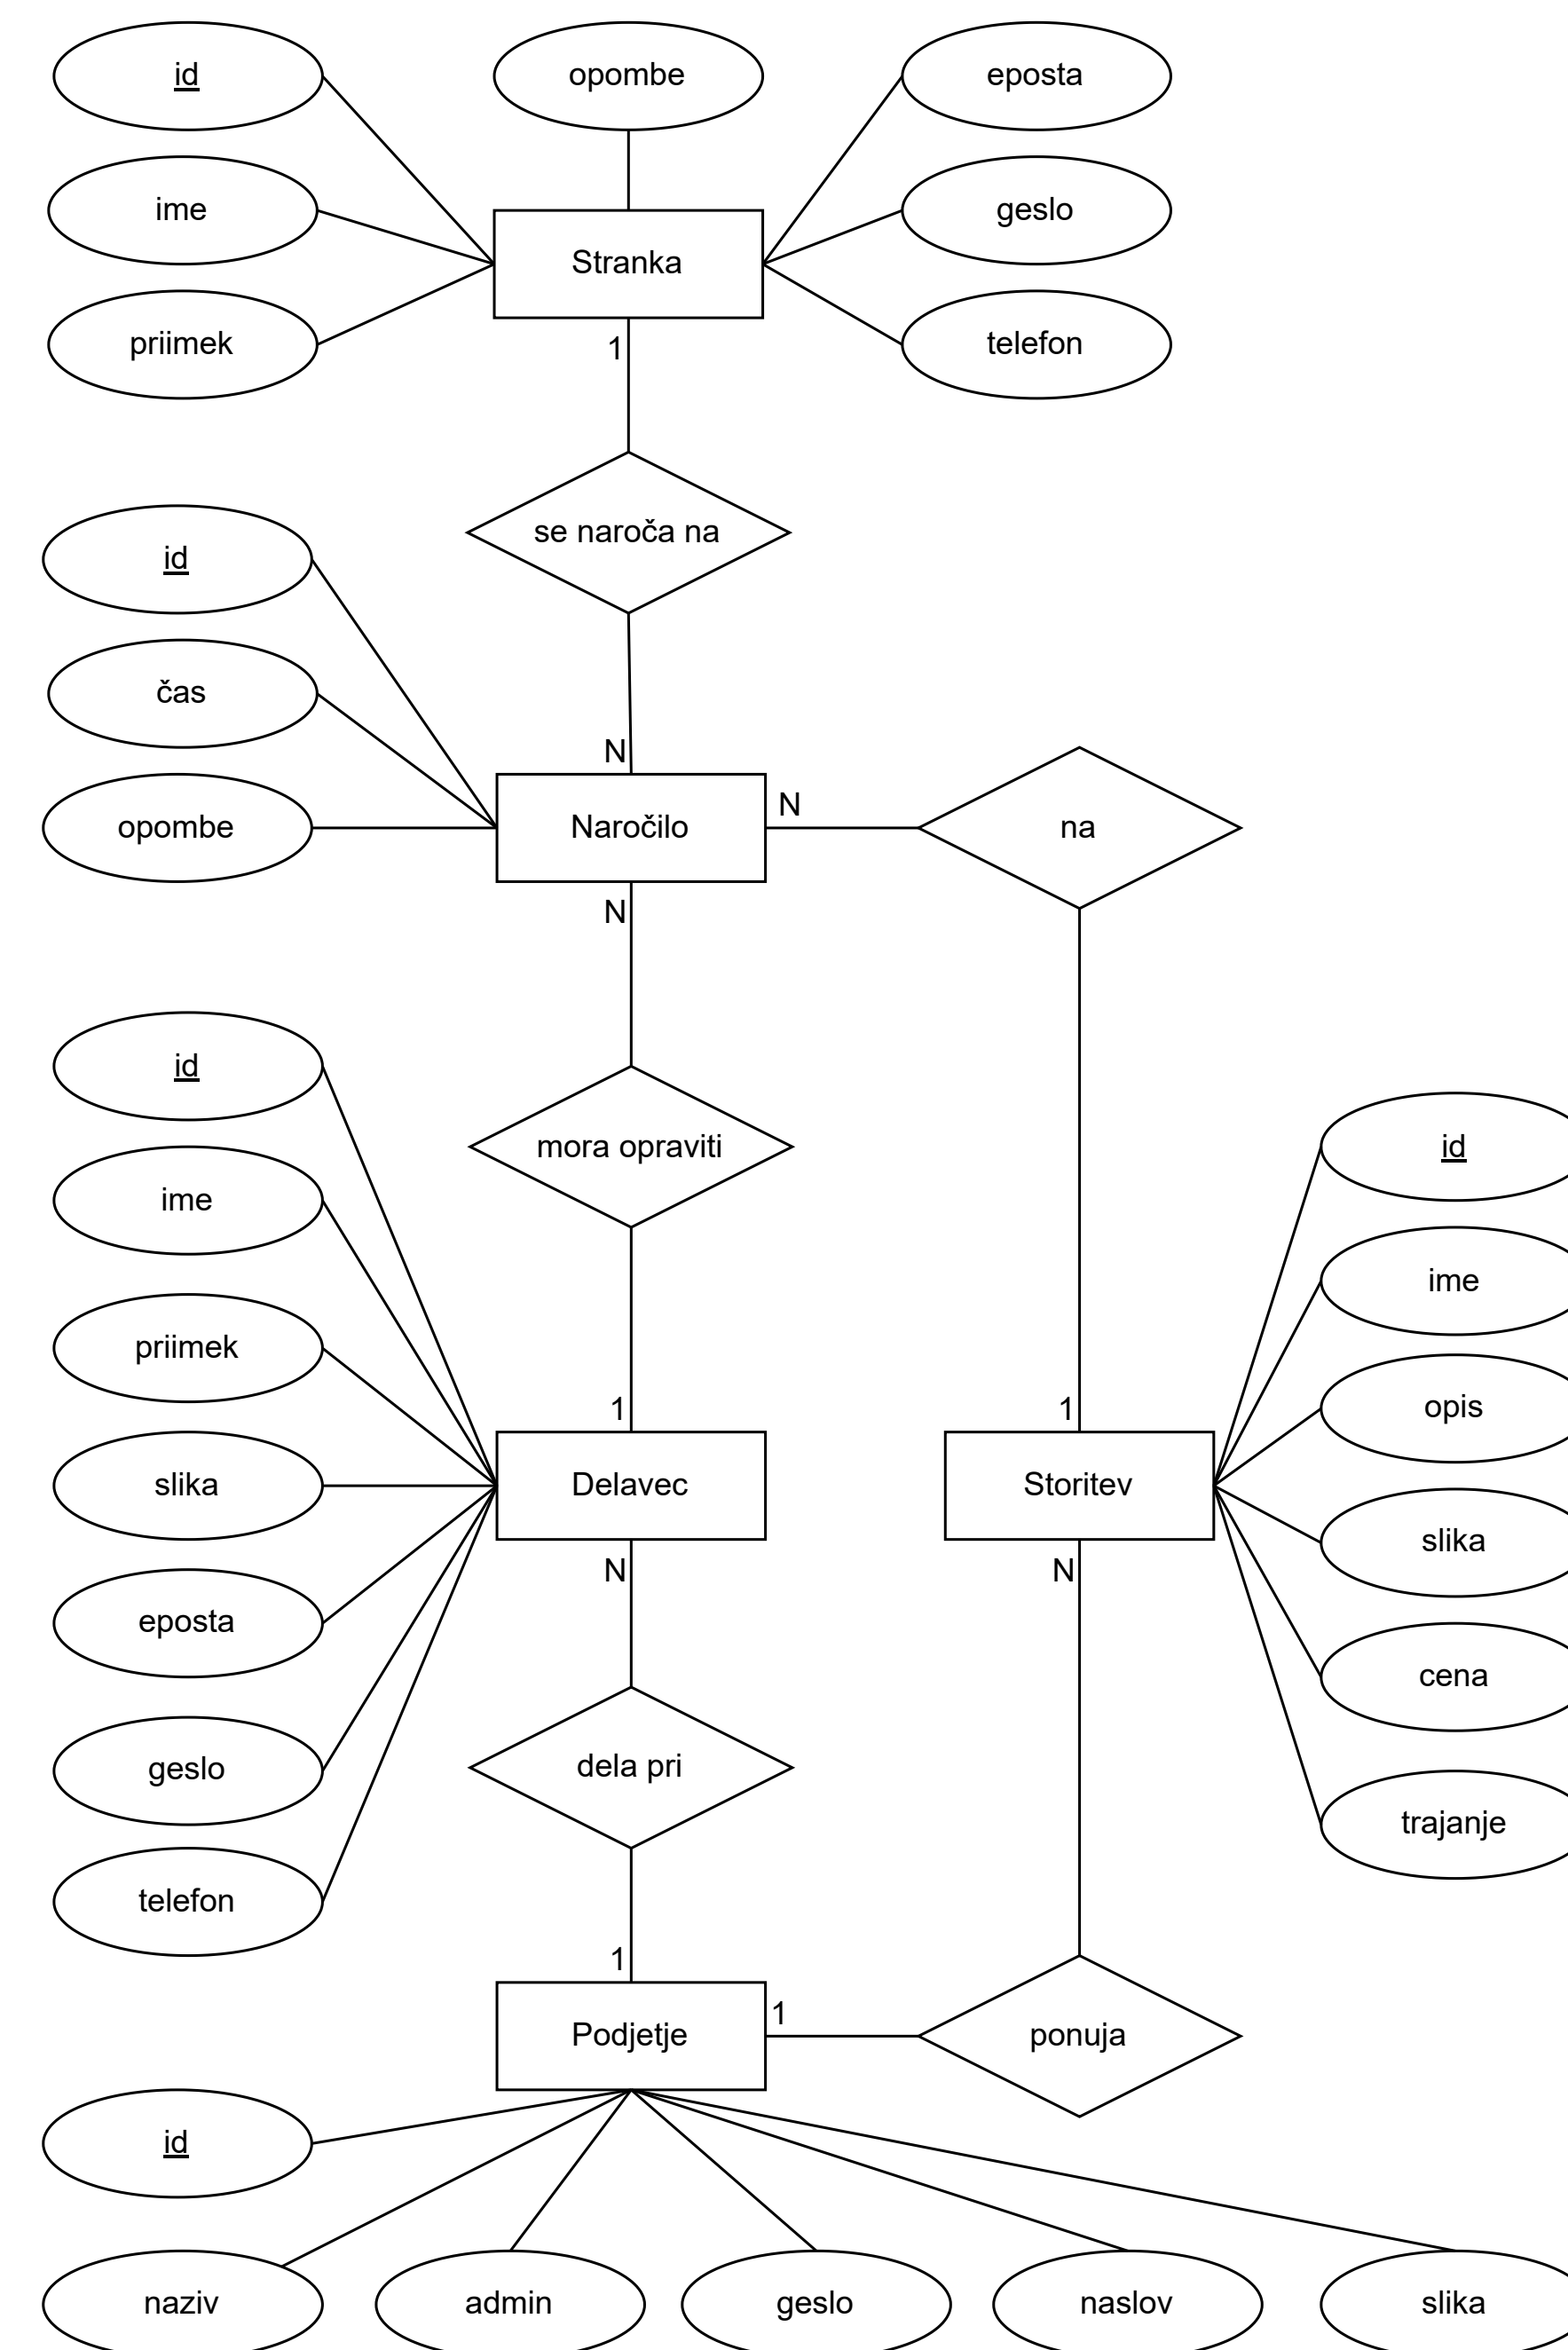 id
opombe
eposta
ime
geslo
Stranka
priimek
telefon
1
se naroča na
id
čas
N
N
opombe
Naročilo
na
N
id
mora opraviti
id
ime
ime
priimek
1
1
opis
slika
Delavec
Storitev
slika
N
N
eposta
cena
geslo
dela pri
trajanje
telefon
1
1
Podjetje
ponuja
id
naziv
admin
geslo
naslov
slika